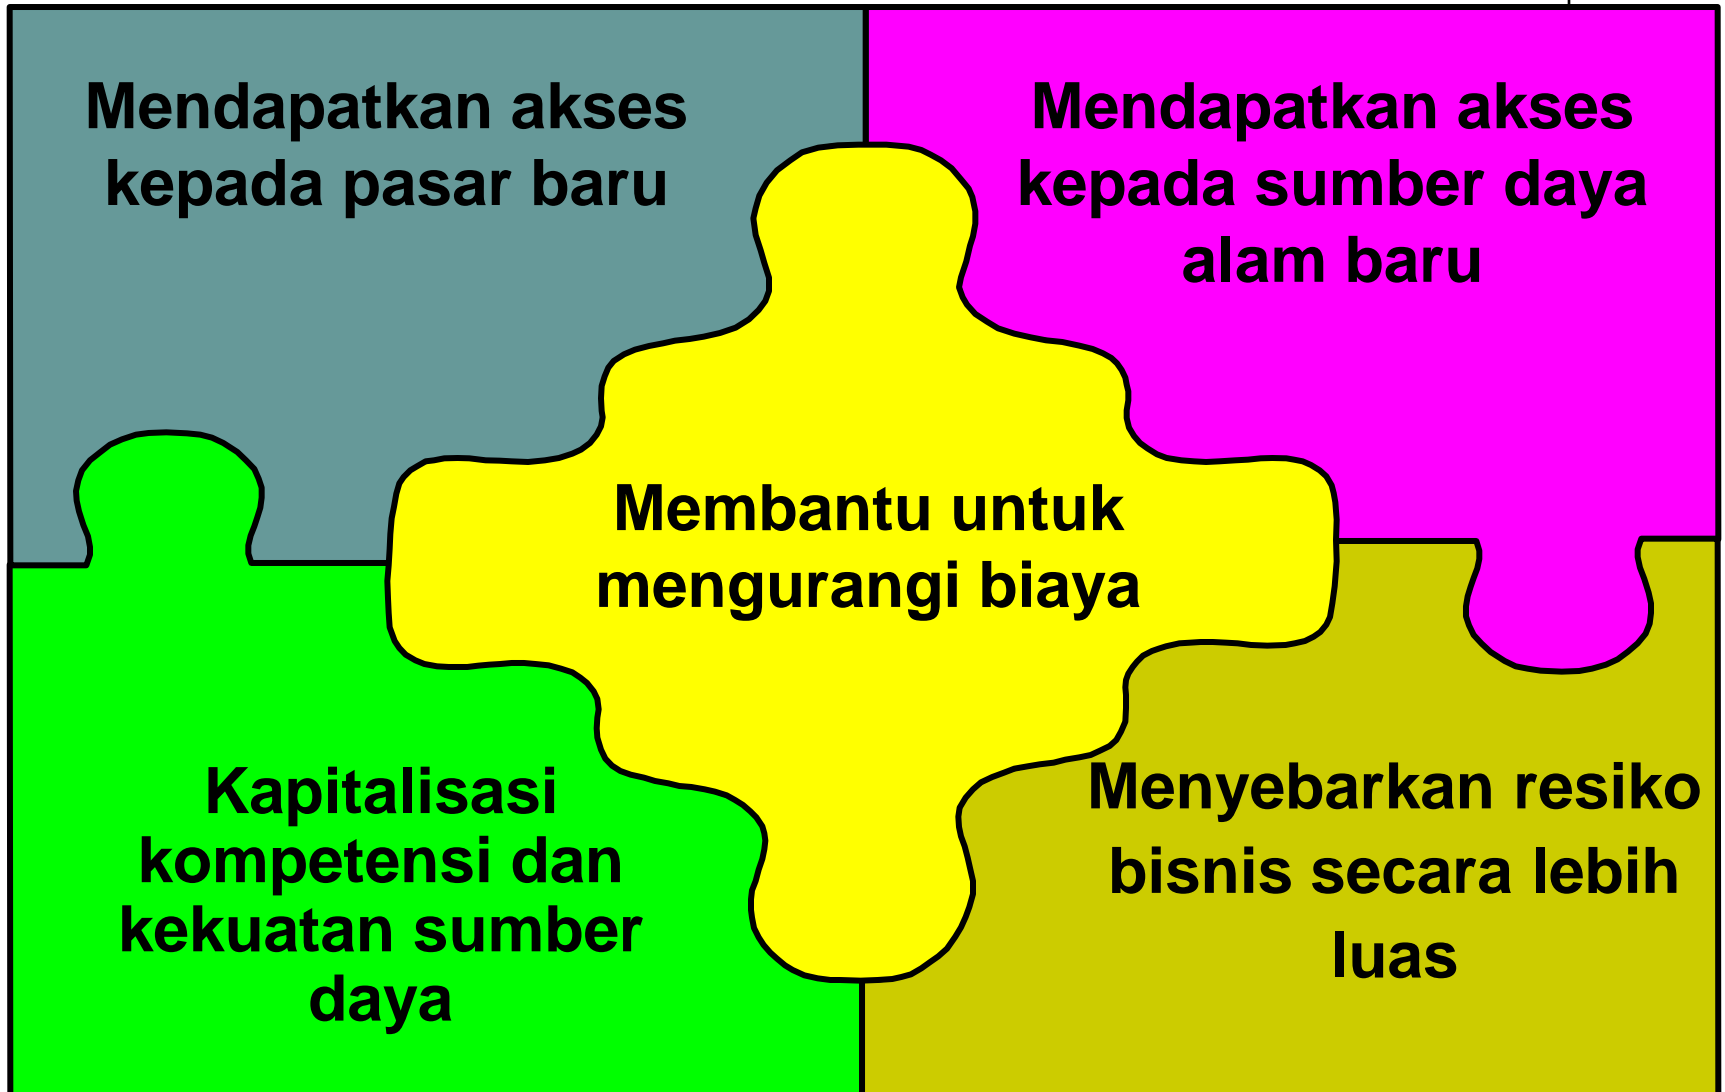 Mendapatkan akses
kepada pasar baru
Mendapatkan akses
kepada sumber daya
alam baru
Membantu untuk
mengurangi biaya
Kapitalisasi
kompetensi dan
kekuatan sumber
daya
Menyebarkan resiko
bisnis secara lebih
luas